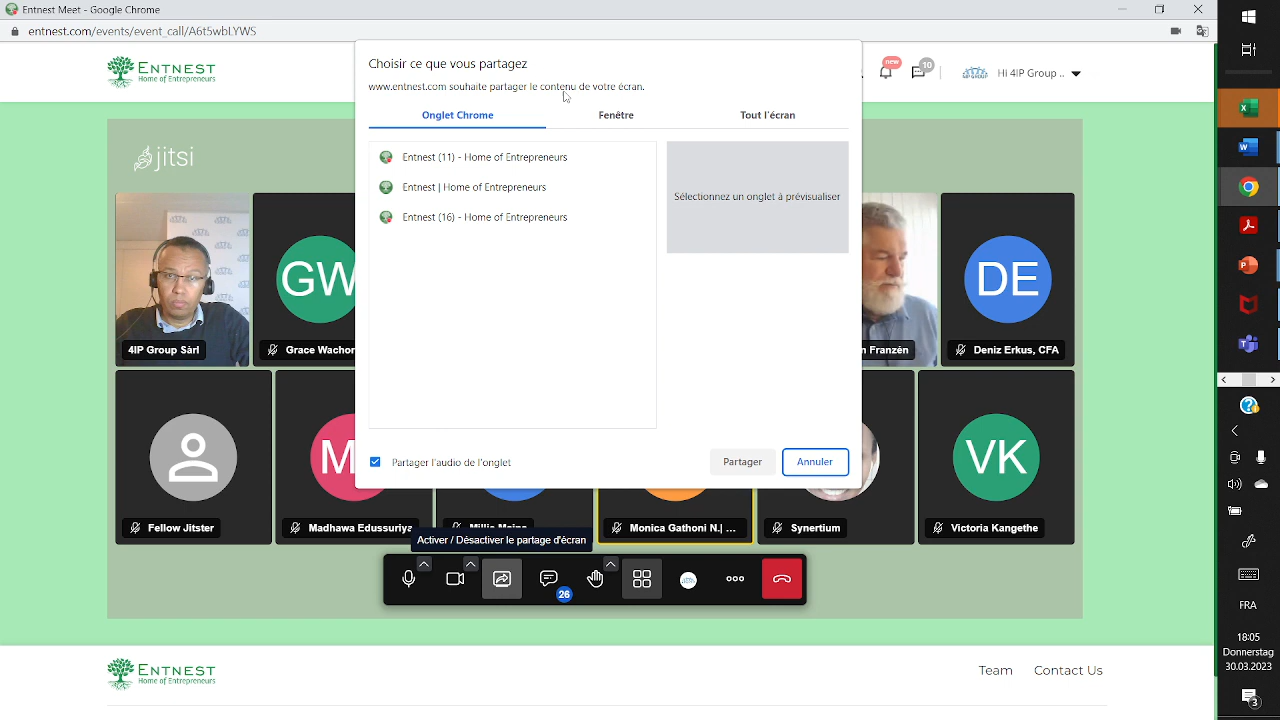 Entnest Meet - Google Chrome
entnest.com/events/event_call/A6t5wbLYWS
ENTNEST
Home of Entrepreneurs
new
10
Hi 4IP Group ..
Choisir ce que vous partagez
www.entnest.com souhaite partager le contenu de votre écran.
Onglet Chrome
Fenêtre
Tout l'écran
Entnest (11) - Home of Entrepreneurs
Entnest | Home of Entrepreneurs
Entnest (16) - Home of Entrepreneurs
Sélectionnez un onglet à prévisualiser
Partager l'audio de l'onglet
Partager
Annuler
jitsi
GW
DE
4IP Group Sàrl
Grace Wachor
n Franzén
Deniz Erkus, CFA
M
VK
Fellow Jitster
Madhawa Edussuriya
Monica Gathoni N.| ...
Synertium
Victoria Kangethe
Activer / Désactiver le partage d'écran
26
ENTNEST
Home of Entrepreneurs
Team
Contact Us
FRA
18:05
Donnerstag
30.03.2023
3